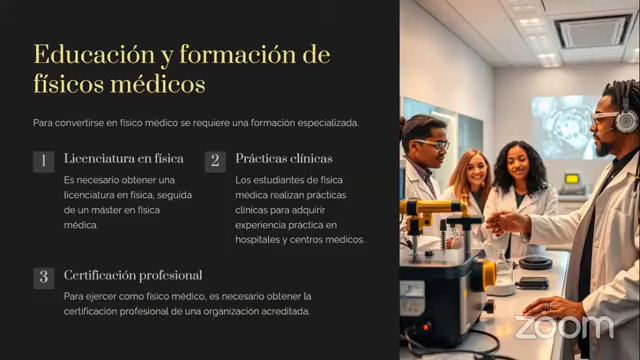 Educación y formación de
físicos médicos
Para convertirse en físico médico se requiere una formación especializada.
1
Licenciatura en física
Es necesario obtener una
licenciatura en física, seguida
de un máster en física
médica.
2
Prácticas clínicas
Los estudiantes de física
médica realizan prácticas
clínicas para adquirir
experiencia práctica en
hospitales y centros médicos.
3
Certificación profesional
Para ejercer como físico médico, es necesario obtener la
certificación profesional de una organización acreditada.
zoom